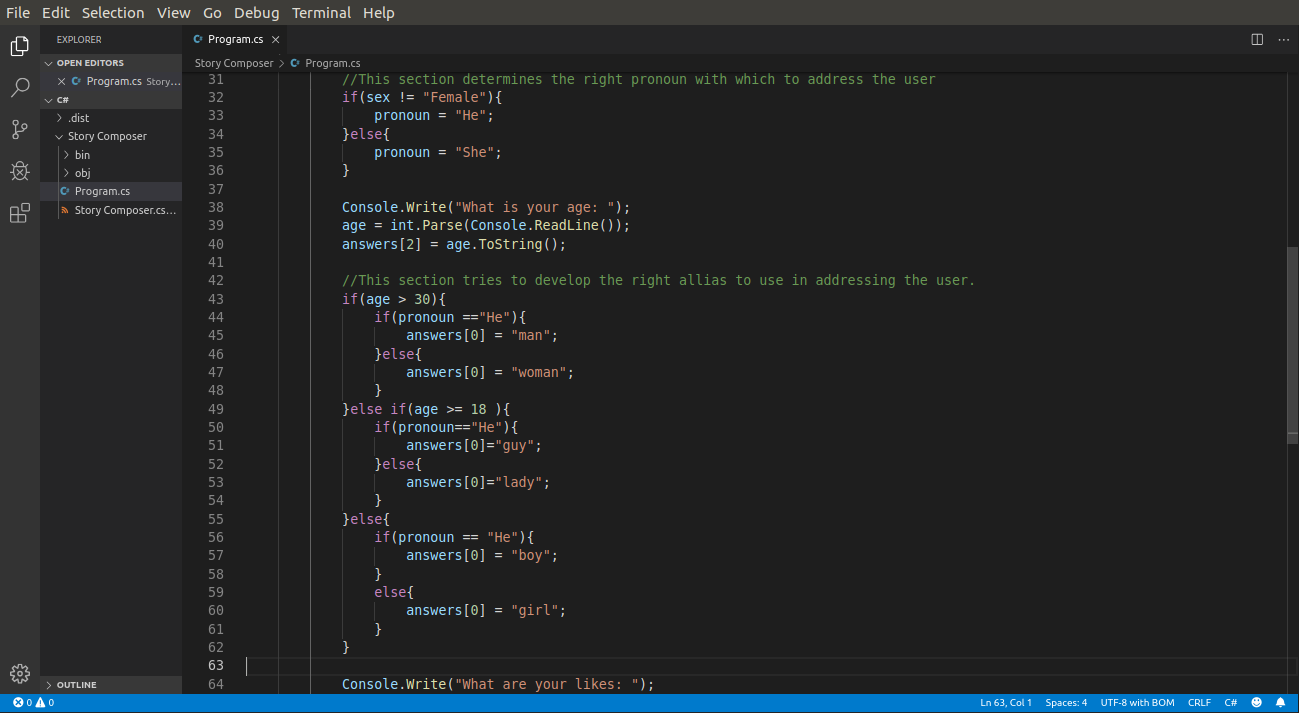 File Edit Selection View Go Debug Terminal Help
EXPLORER
Program.cs
OPEN EDITORS
Program.cs Story...
C#
.dist
Story Composer
bin
obj
Program.cs
Story Composer.cs...
OUTLINE
Story Composer > Program.cs
31 //This section determines the right pronoun with which to address the user
32 if(sex != "Female"){
33 pronoun = "He";
34 }else{
35 pronoun = "She";
36 }
37
38 Console.Write("What is your age: ");
39 age = int.Parse(Console.ReadLine());
40 answers[2] = age.ToString();
41
42 //This section tries to develop the right allias to use in addressing the user.
43 if(age > 30){
44 if(pronoun =="He"){
45 answers[0] = "man";
46 }else{
47 answers[0] = "woman";
48 }
49 }else if(age >= 18 ){
50 if(pronoun=="He"){
51 answers[0]="guy";
52 }else{
53 answers[0]="lady";
54 }
55 }else{
56 if(pronoun == "He"){
57 answers[0] = "boy";
58 }
59 else{
60 answers[0] = "girl";
61 }
62 }
63
64 Console.Write("What are your likes: ");
0 0 Ln 63, Col 1 Spaces: 4 UTF-8 with BOM CRLF C#